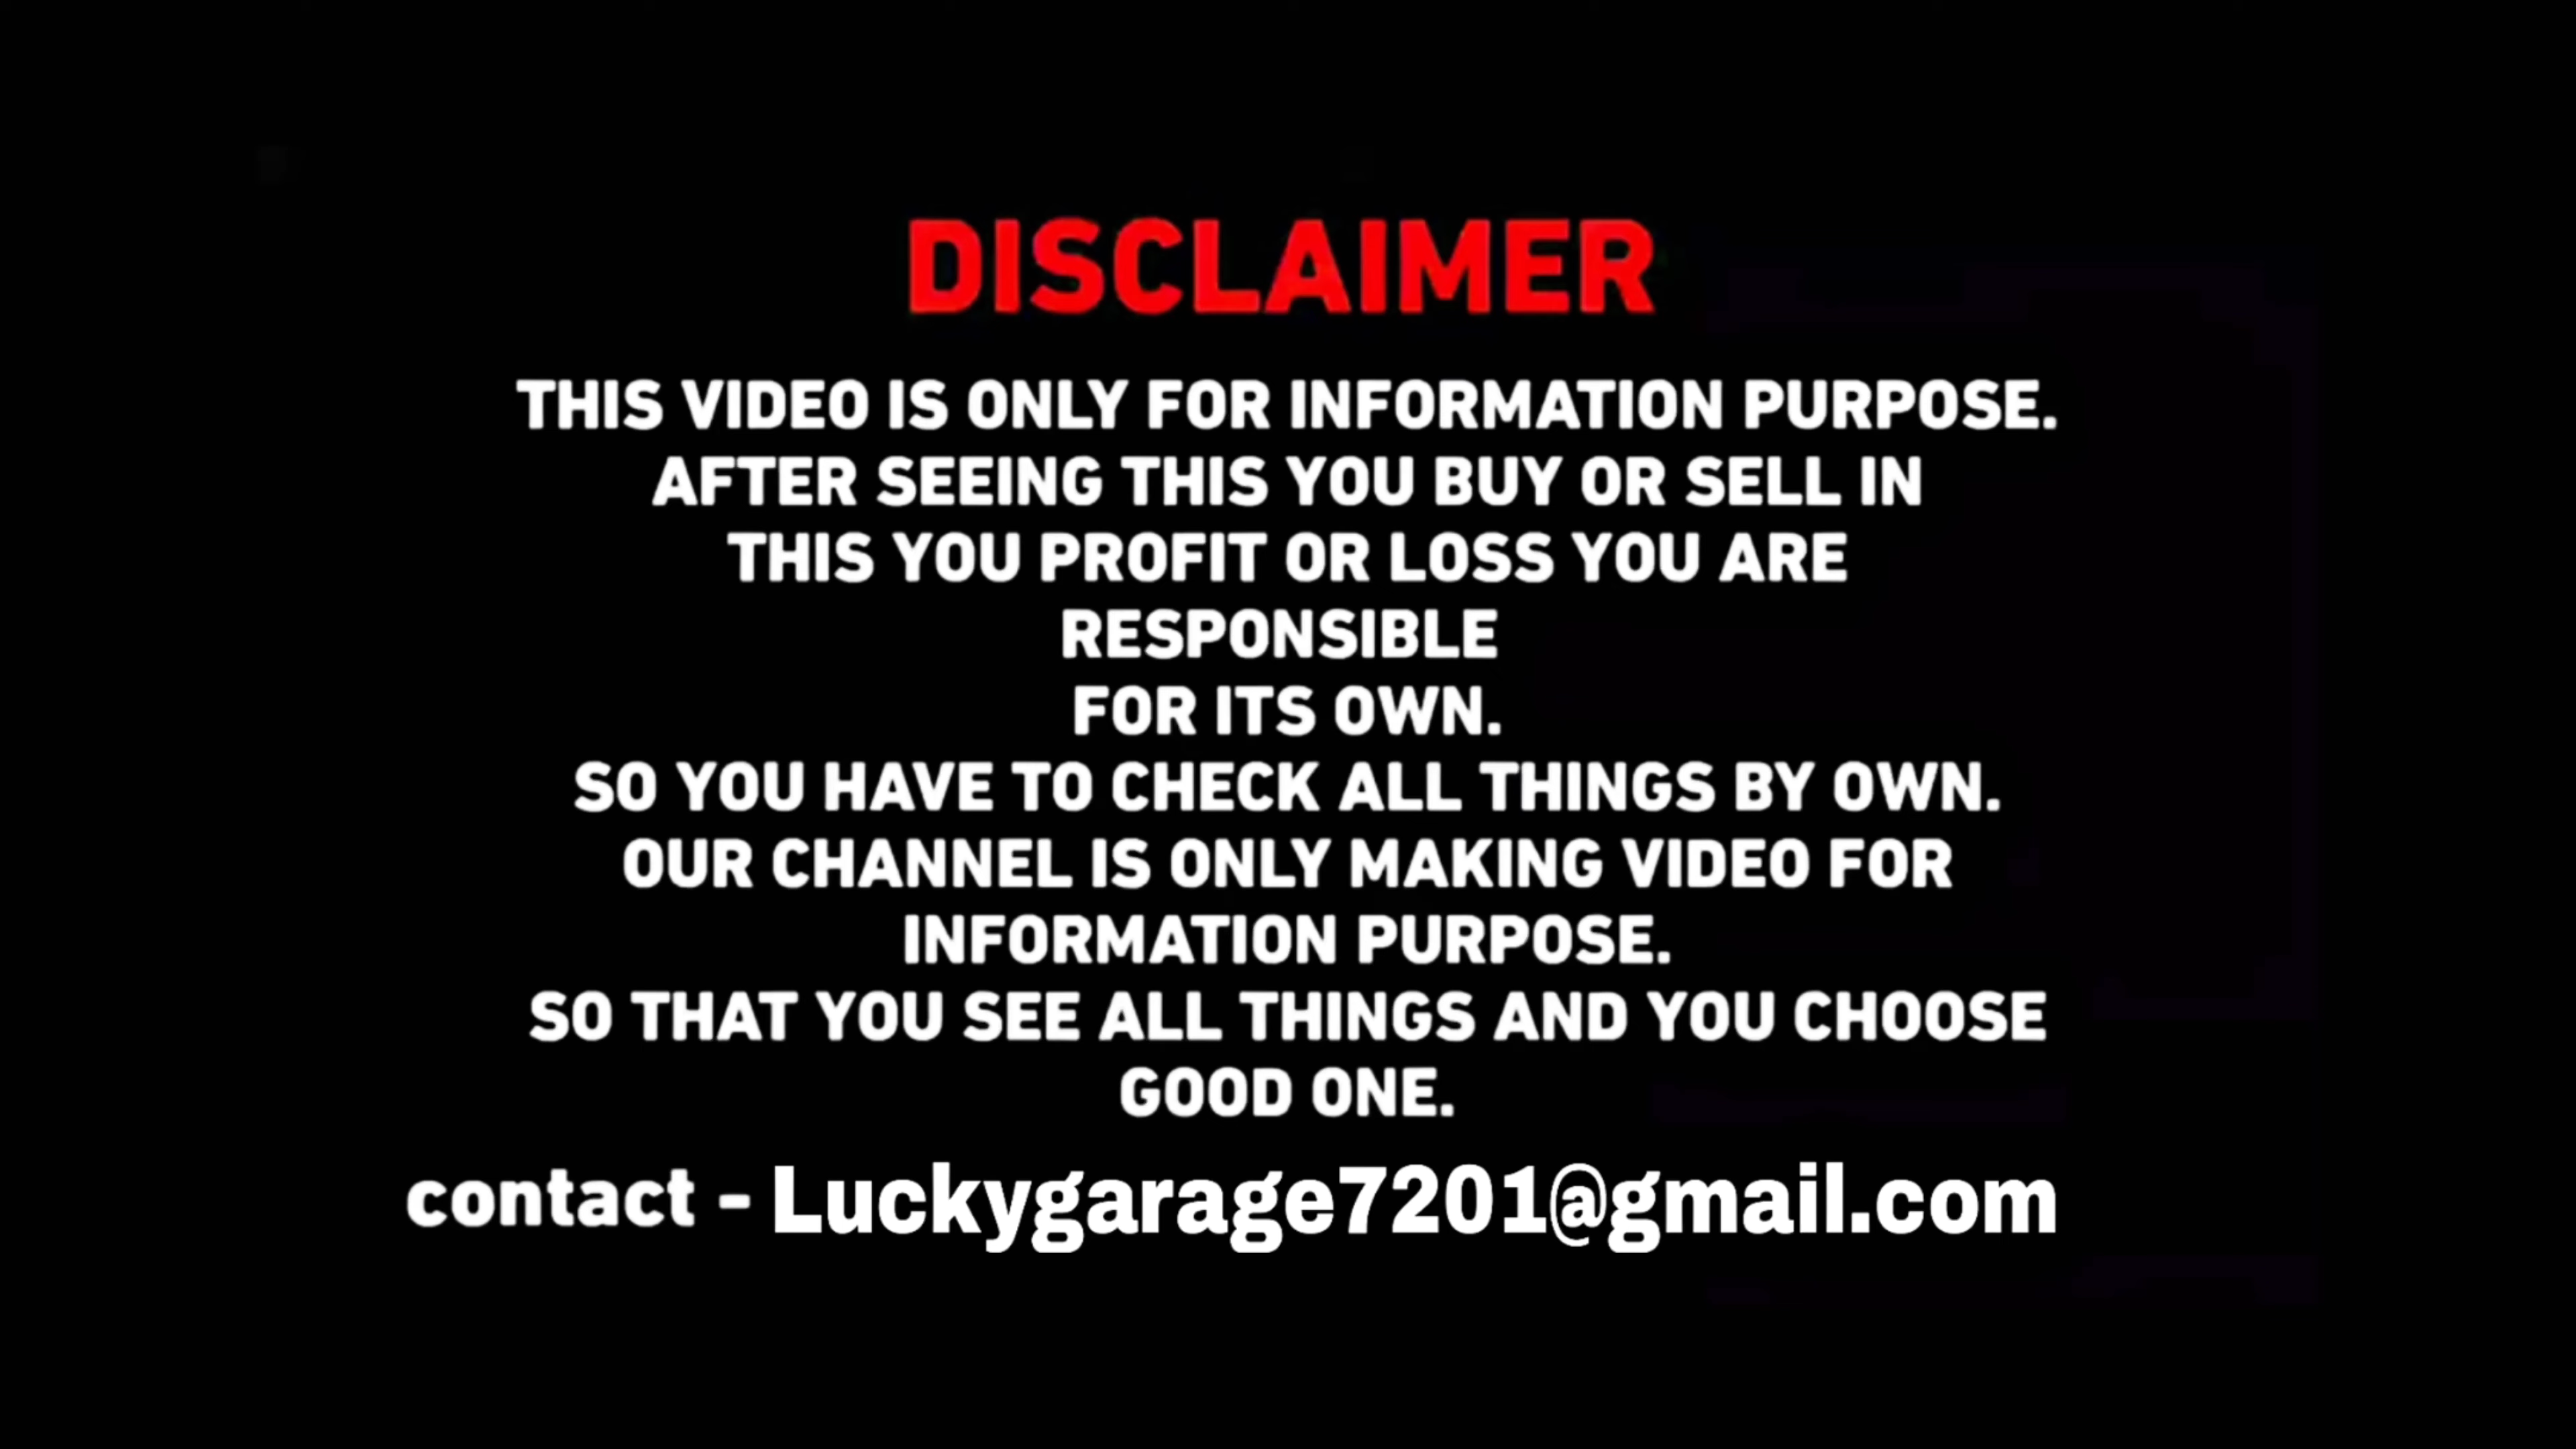 DISCLAIMER
THIS VIDEO IS ONLY FOR INFORMATION PURPOSE.
AFTER SEEING THIS YOU BUY OR SELL IN
THIS YOU PROFIT OR LOSS YOU ARE
RESPONSIBLE
FOR ITS OWN.
SO YOU HAVE TO CHECK ALL THINGS BY OWN.
OUR CHANNEL IS ONLY MAKING VIDEO FOR
INFORMATION PURPOSE.
SO THAT YOU SEE ALL THINGS AND YOU CHOOSE
GOOD ONE.
contact - Luckygarage7201@gmail.com